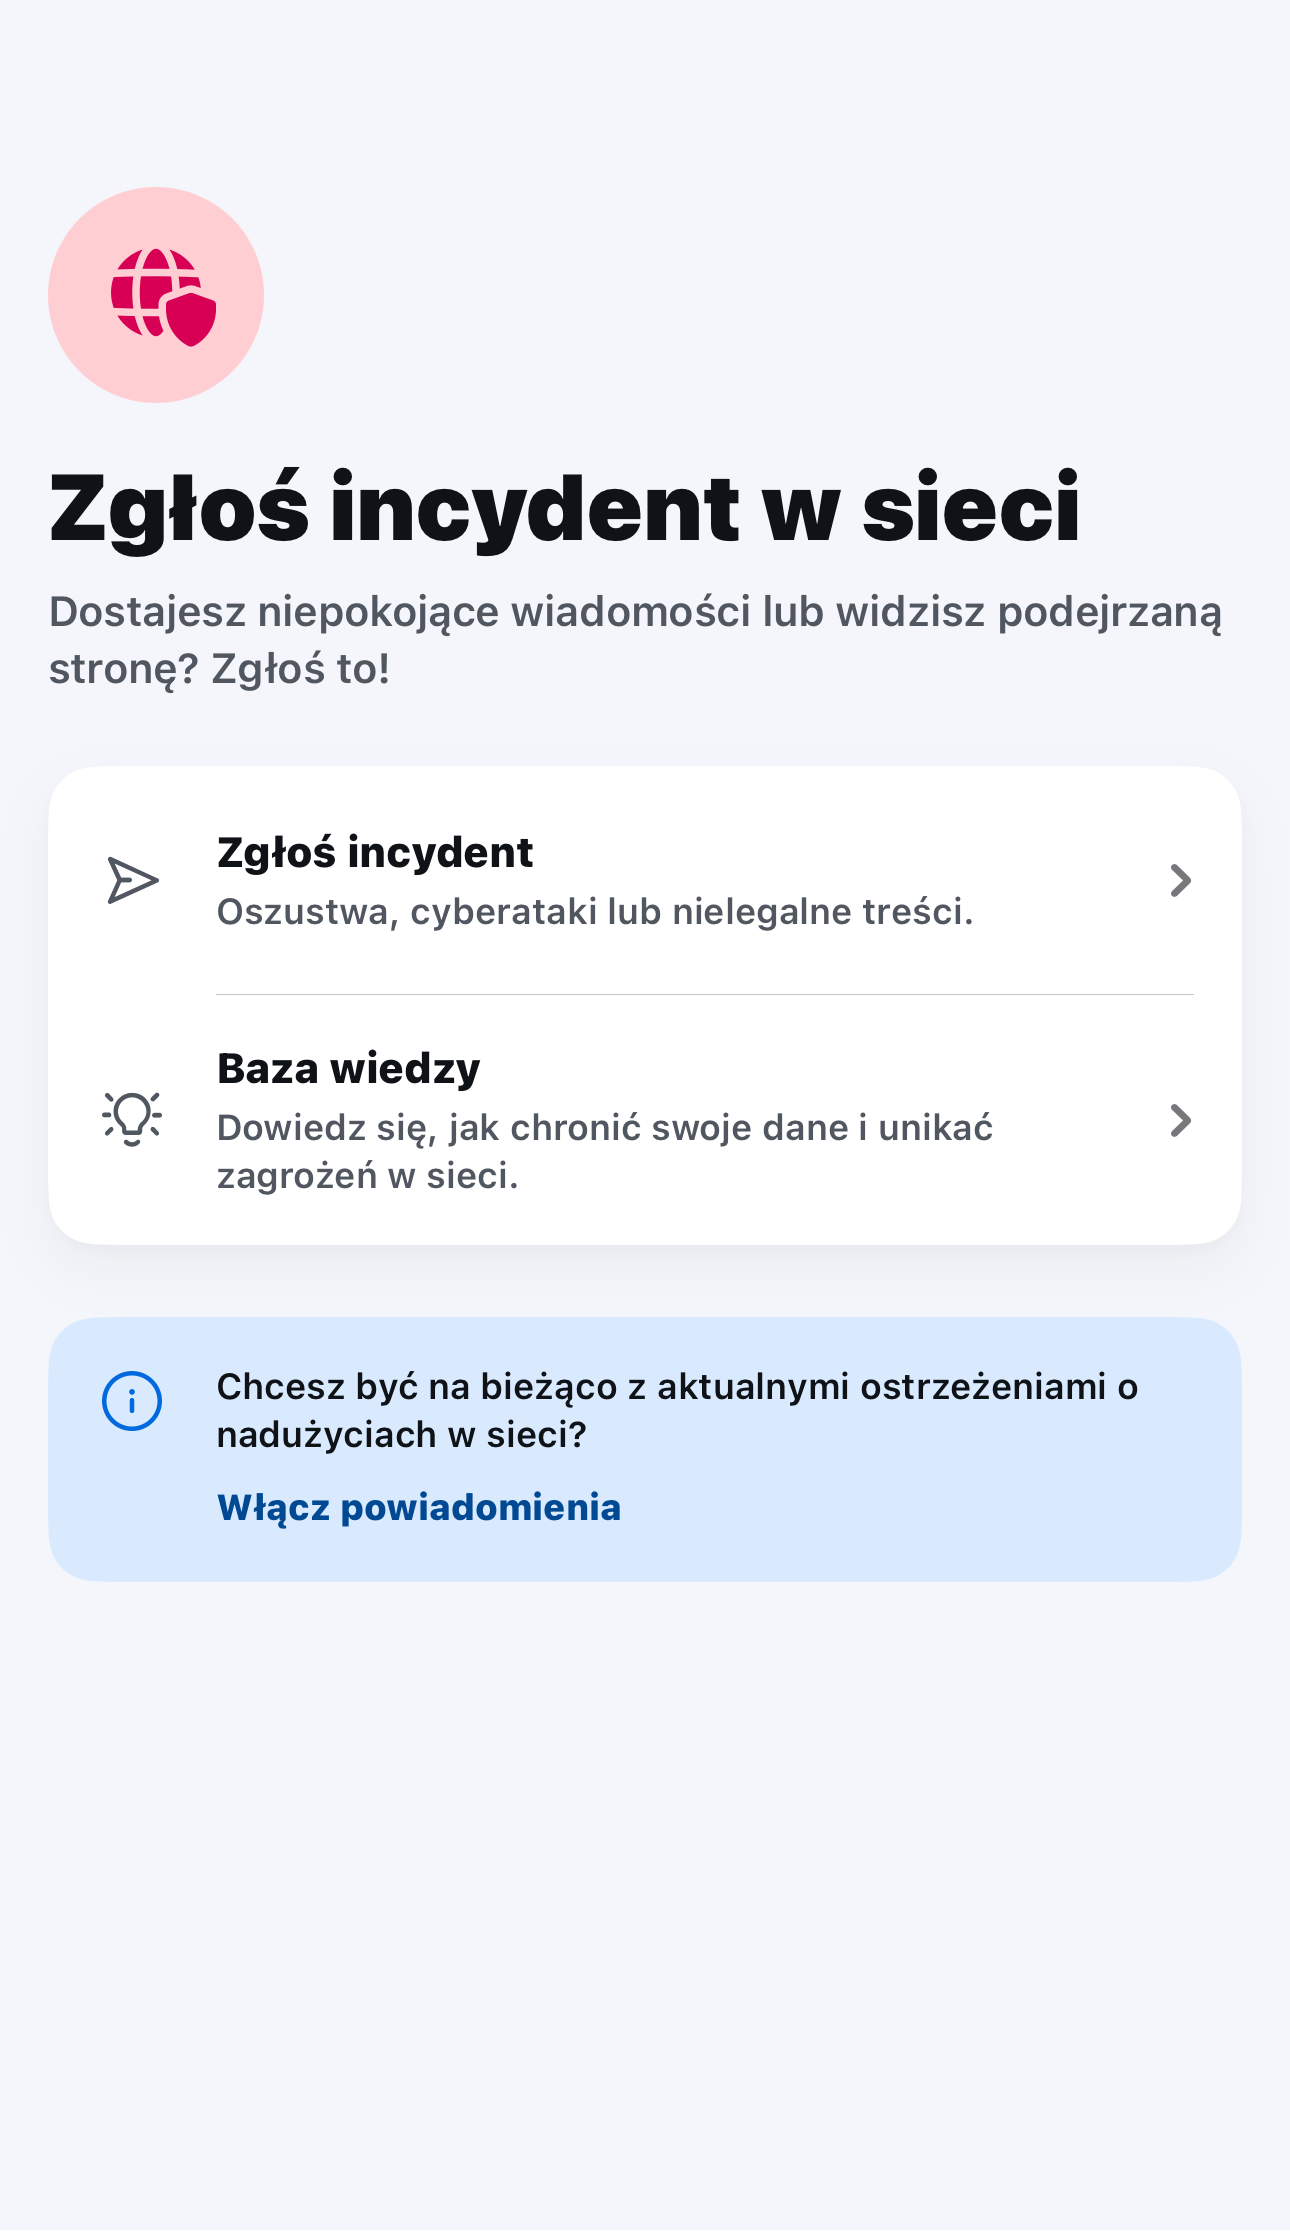 Zgłoś incydent w sieci
Dostajesz niepokojące wiadomości lub widzisz podejrzaną
stronę? Zgłoś to!
Zgłoś incydent
Oszustwa, cyberataki lub nielegalne treści.
Baza wiedzy
Dowiedz się, jak chronić swoje dane i unikać
zagrożeń w sieci.
Chcesz być na bieżąco z aktualnymi ostrzeżeniami o
nadużyciach w sieci?
Włącz powiadomienia